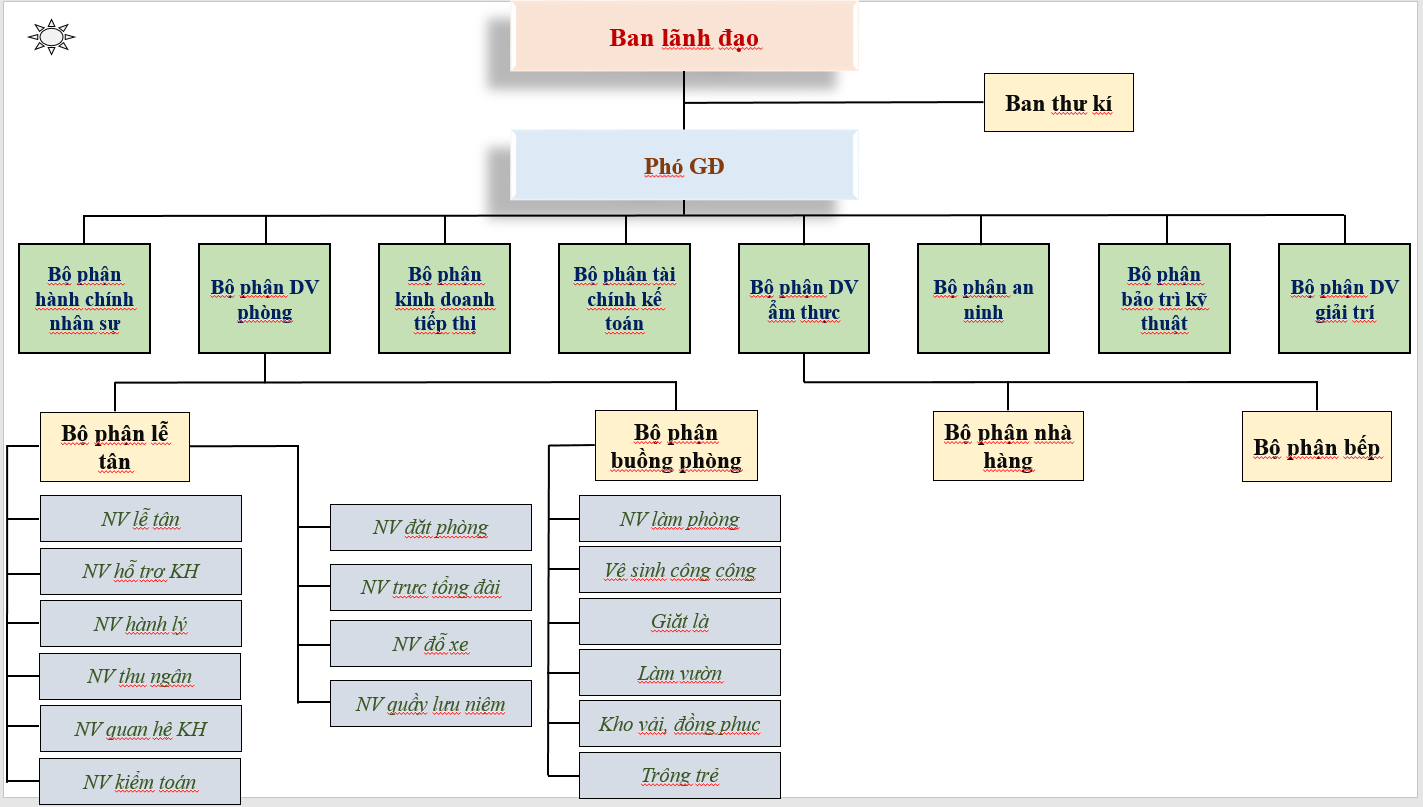 Ban lãnh đạo
Ban thư kí
Phó GĐ
Bộ phận
hành chính
nhân sự
Bộ phận DV
phòng
Bộ phận
kinh doanh
tiếp thị
Bộ phận tài
chính kế
toán
Bộ phận DV
ẩm thực
Bộ phận an
ninh
Bộ phận
bảo trì kỹ
thuật
Bộ phận DV
giải trí
Bộ phận lễ
tân
Bộ phận
buồng phòng
Bộ phận nhà
hàng
Bộ phận bếp
NV lễ tân
NV hỗ trợ KH
NV hành lý
NV thu ngân
NV quan hệ KH
NV kiểm toán
NV đặt phòng
NV trực tổng đài
NV đỗ xe
NV quầy lưu niệm
NV làm phòng
Vệ sinh công cộng
Giặt là
Làm vườn
Kho vải, đồng phục
Trông trẻ